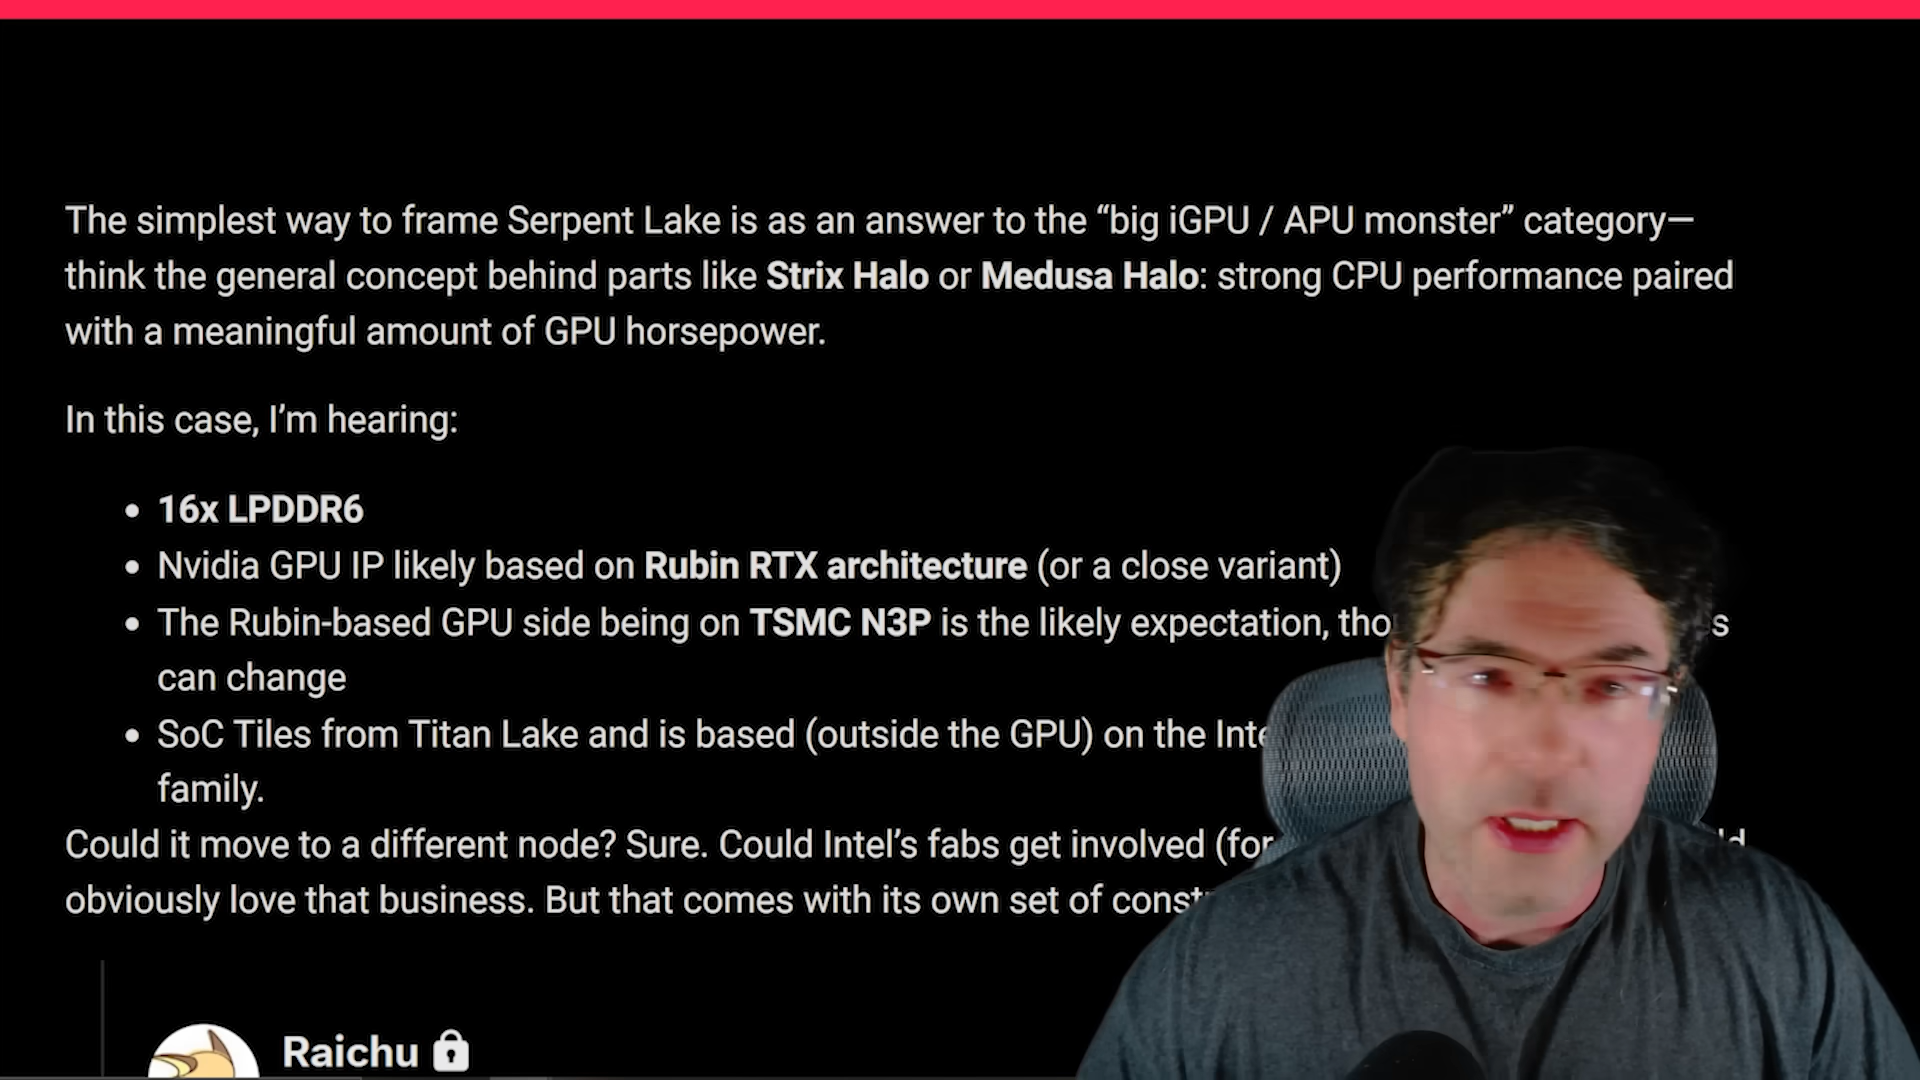 The simplest way to frame Serpent Lake is as an answer to the “big iGPU / APU monster” category—
think the general concept behind parts like Strix Halo or Medusa Halo: strong CPU performance paired
with a meaningful amount of GPU horsepower.
In this case, I’m hearing:
• 16x LPDDR6
• Nvidia GPU IP likely based on Rubin RTX architecture (or a close variant)
• The Rubin-based GPU side being on TSMC N3P is the likely expectation,
can change
• SoC Tiles from Titan Lake and is based (outside the GPU) on the
family.
Could it move to a different node? Sure. Could Intel’s fabs get involved (for
obviously love that business. But that comes with its own set of
Raichu